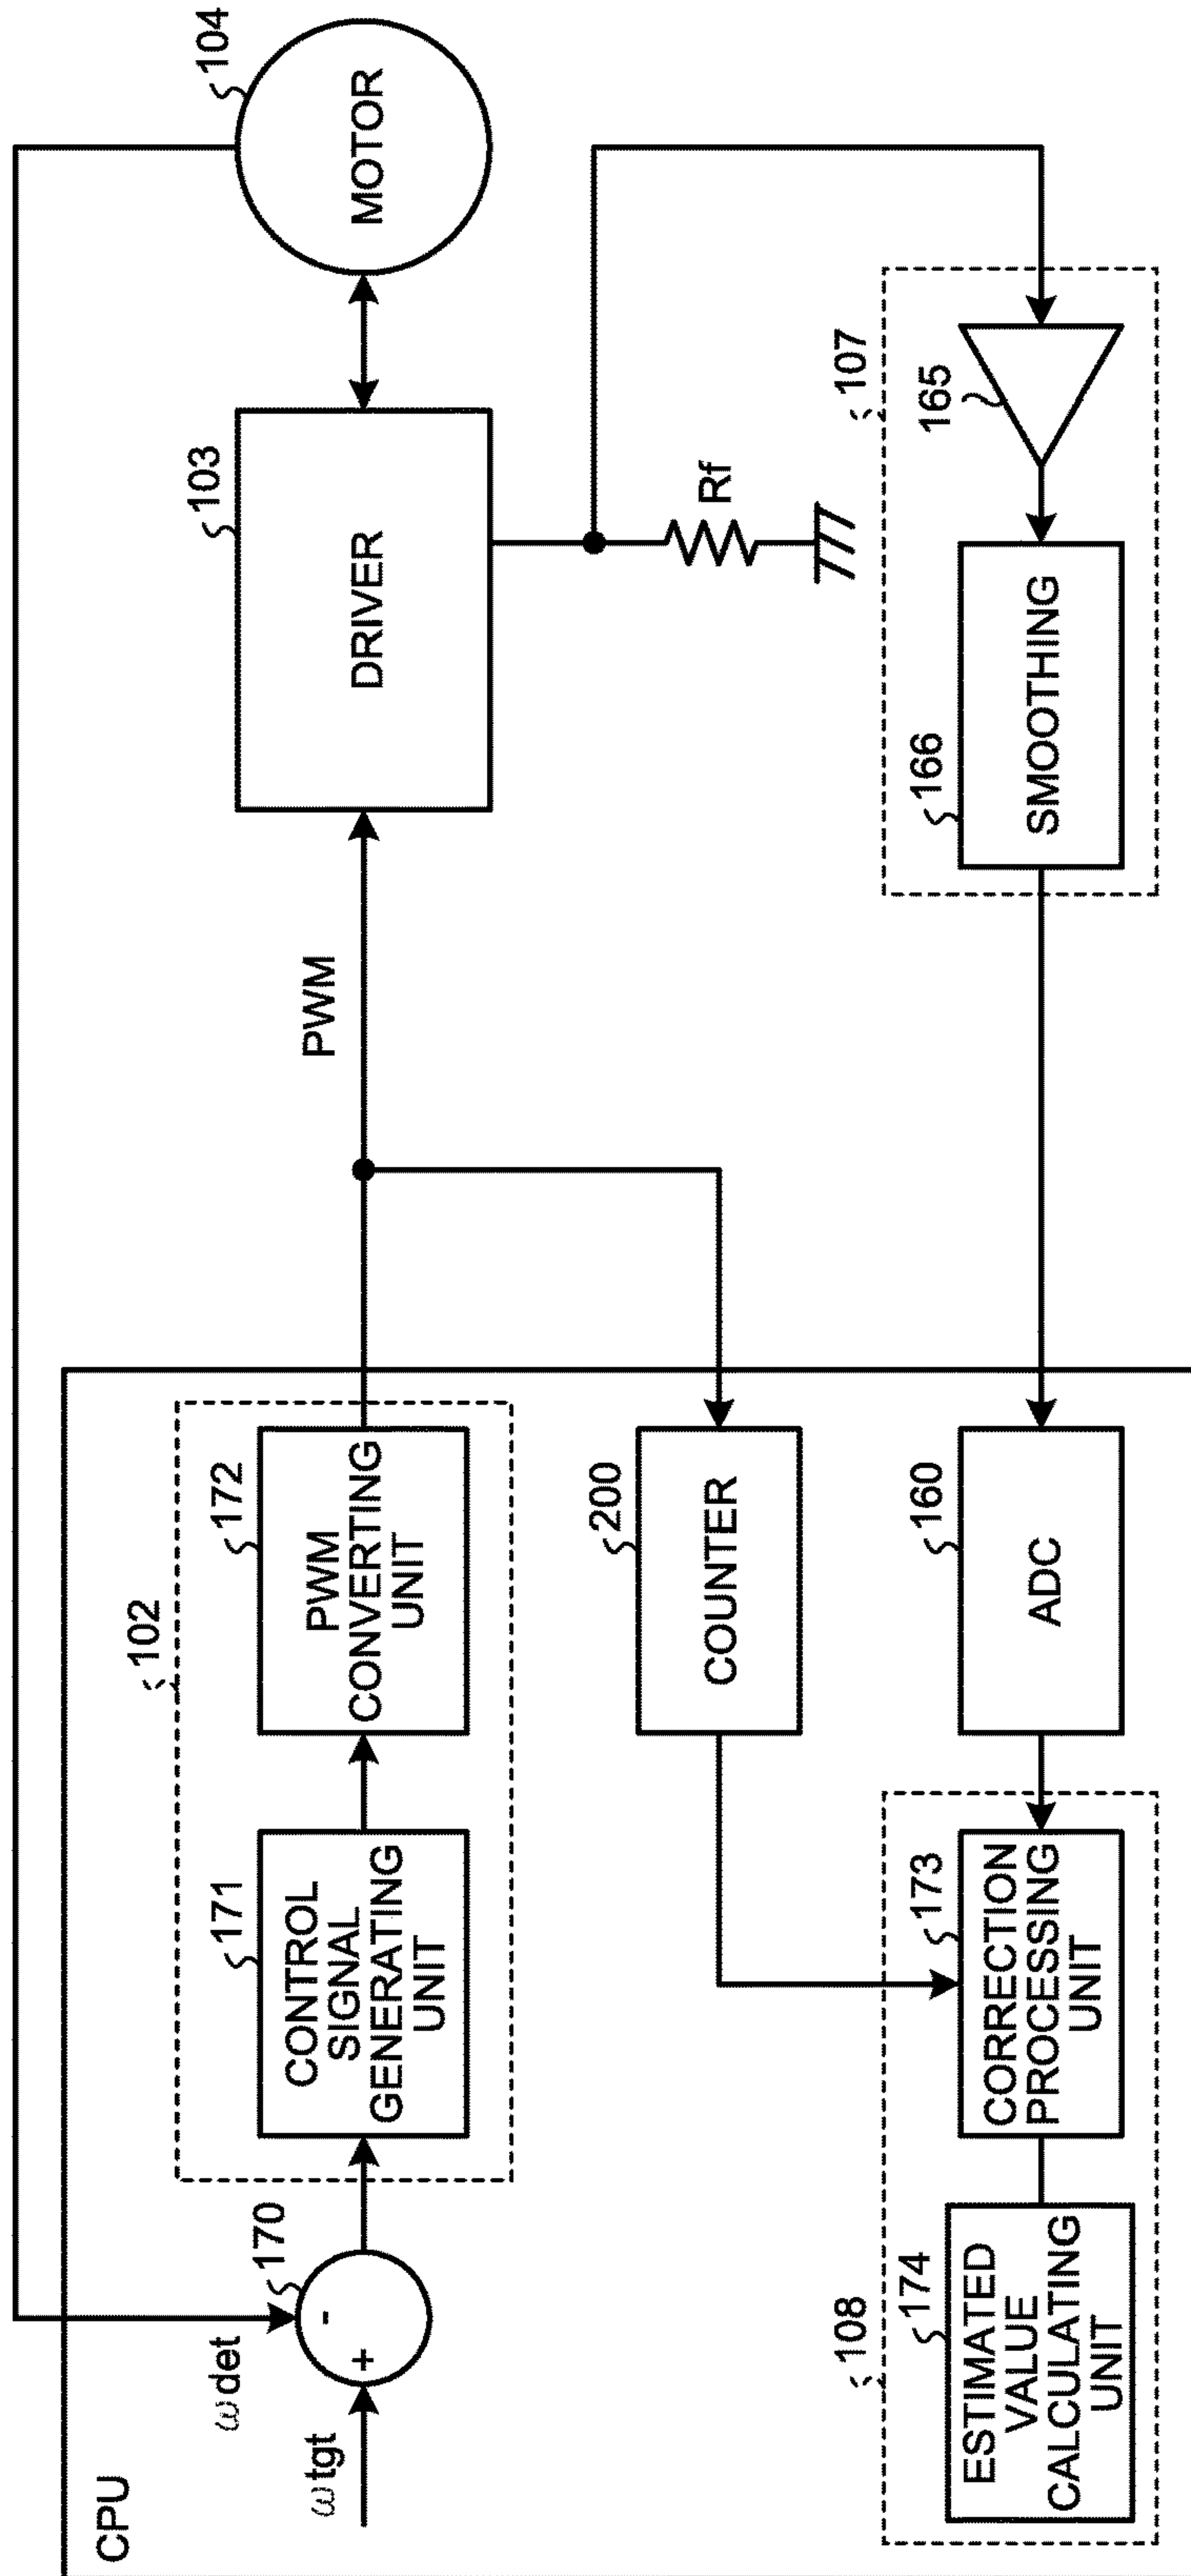 CPU
ωdet
ωtgt
-
+
170
102
171
CONTROL
SIGNAL
GENERATING
UNIT
172
PWM
CONVERTING
UNIT
PWM
103
DRIVER
104
MOTOR
Rf
107
165
166
SMOOTHING
200
COUNTER
160
ADC
108
173
CORRECTION
PROCESSING
UNIT
174
ESTIMATED
VALUE
CALCULATING
UNIT